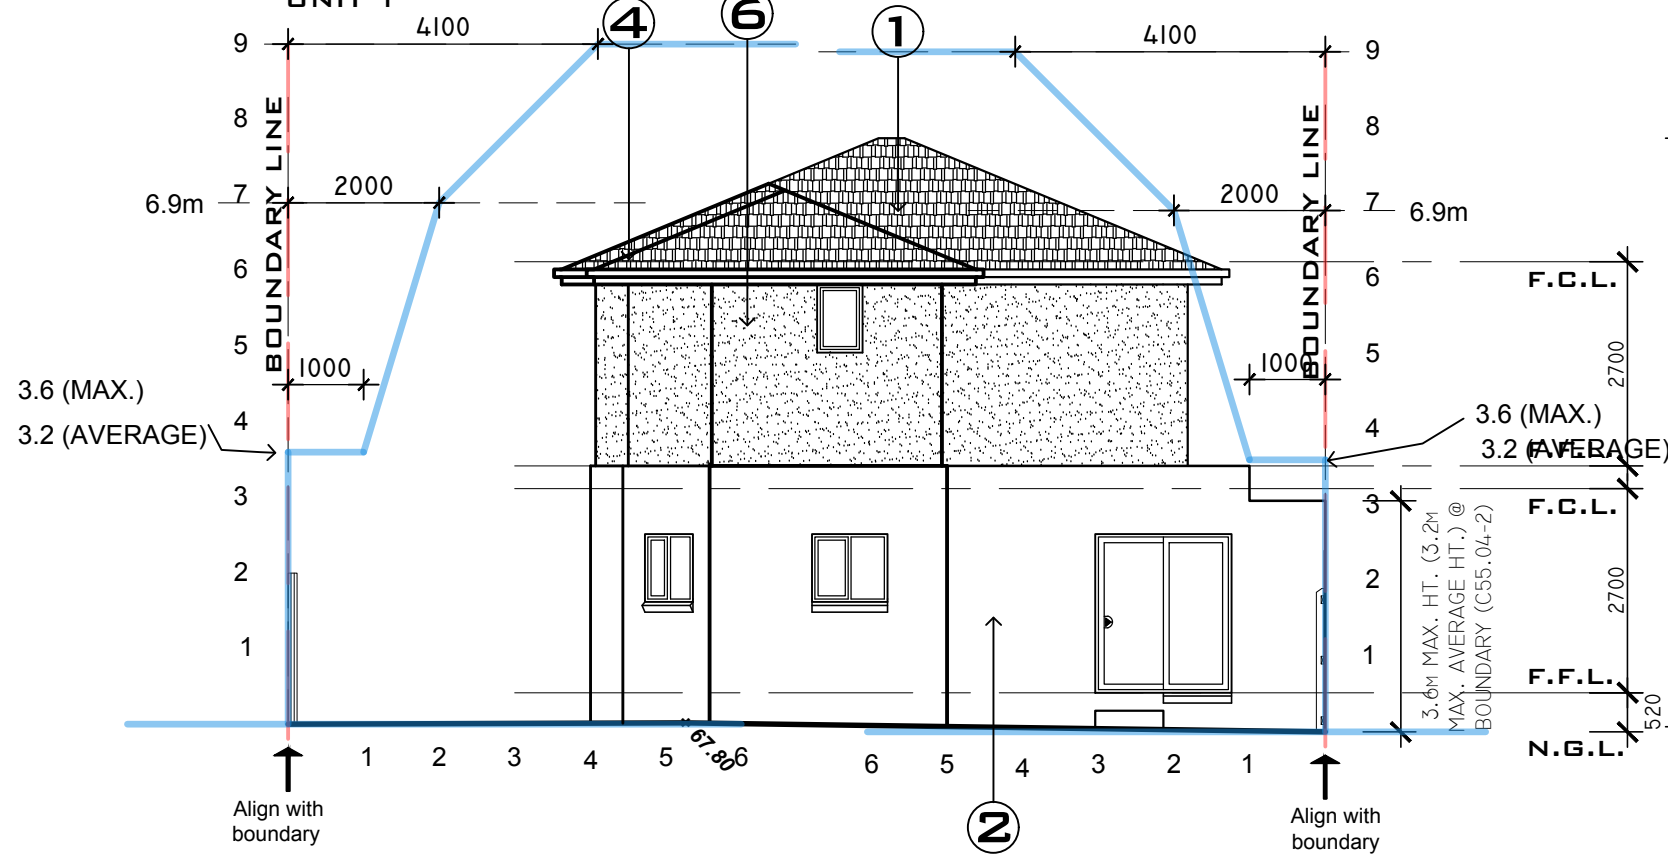 UNIT 1
4 6 1
9 4100 4100 9
8 8
BOUNDARY LINE BOUNDARY LINE
6.9m 7 2000 2000 7 6.9m
6 6
F.C.L.
5 5
1000 1000
2700
3.6 (MAX.) 3.6 (MAX.)
3.2 (AVERAGE) 4 4 3.2 (AVERAGE)
F.F.L.
3 3
F.C.L.
3.6M MAX. HT. (3.2M
MAX. AVERAGE HT.) @
BOUNDARY (C55.04-2)
2 2
2700
1 1
F.F.L.
520
N.G.L.
67.80
1 2 3 4 5 6 6 5 4 3 2 1
Align with
boundary
2
Align with
boundary